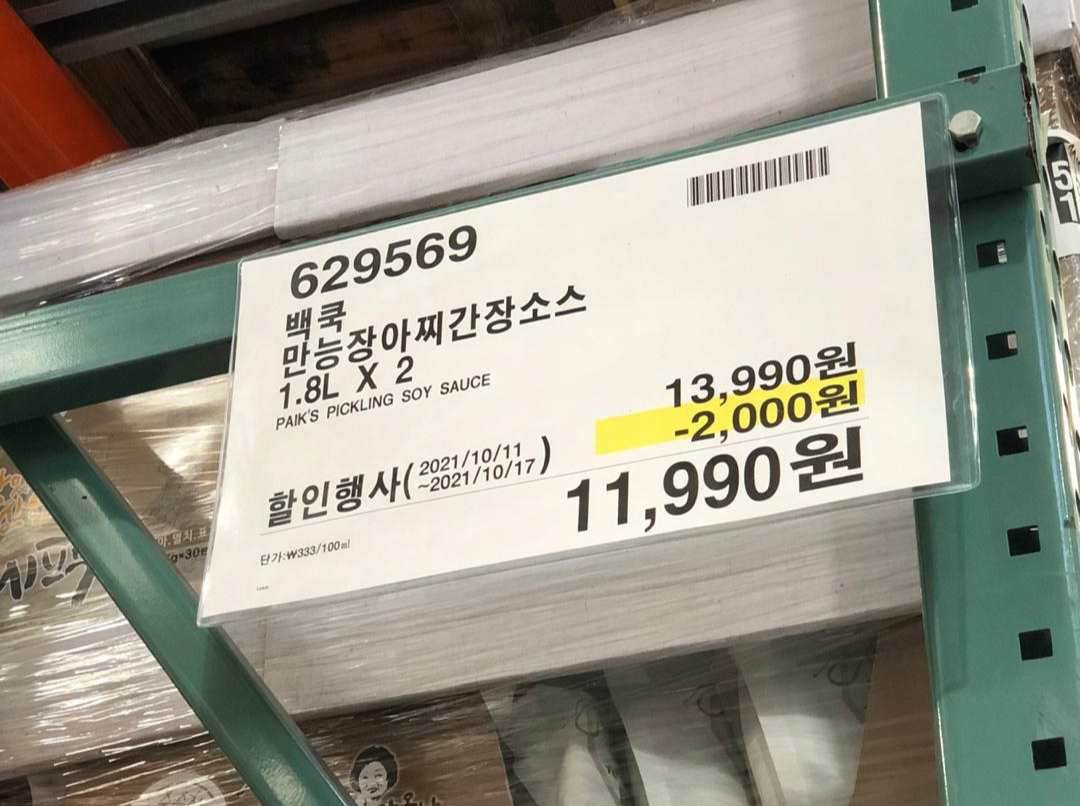 629569
백쿡
만능장아찌간장소스
1.8L X 2
PAIK'S PICKLING SOY SAUCE
13,990원
-2,000원
할인행사( 2021/10/11 ~2021/10/17 )
11,990원
단가:₩333/100㎖
5
1